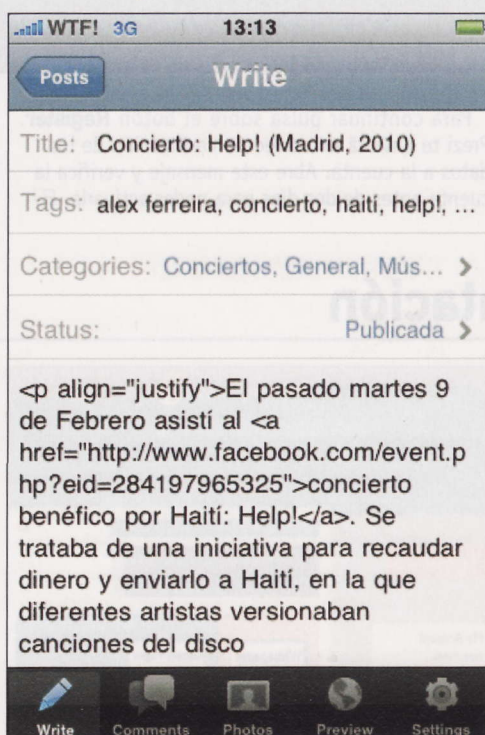 WTF! 3G 13:13
Posts Write
Title: Concierto: Help! (Madrid, 2010)
Tags: alex ferreira, concierto, haití, help!, ...
Categories: Conciertos, General, Mús... >
Status: Publicada >
<p align="justify">El pasado martes 9
de Febrero asistí al <a
href="http://www.facebook.com/event.p
hp?eid=284197965325">concierto
benéfico por Haití: Help!</a>. Se
trataba de una iniciativa para recaudar
dinero y enviarlo a Haití, en la que
diferentes artistas versionaban
canciones del disco
Write Comments Photos Preview Settings